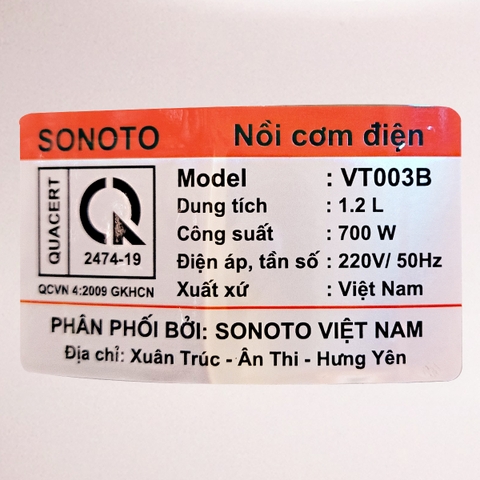 SONOTO Nồi cơm điện
QUACERT
2474-19
QCVN 4:2009 GKHCN
Model : VT003B
Dung tích : 1.2 L
Công suất : 700 W
Điện áp, tần số : 220V/ 50Hz
Xuất xứ : Việt Nam
PHÂN PHỐI BỞI: SONOTO VIỆT NAM
Địa chỉ: Xuân Trúc - Ân Thi - Hưng Yên